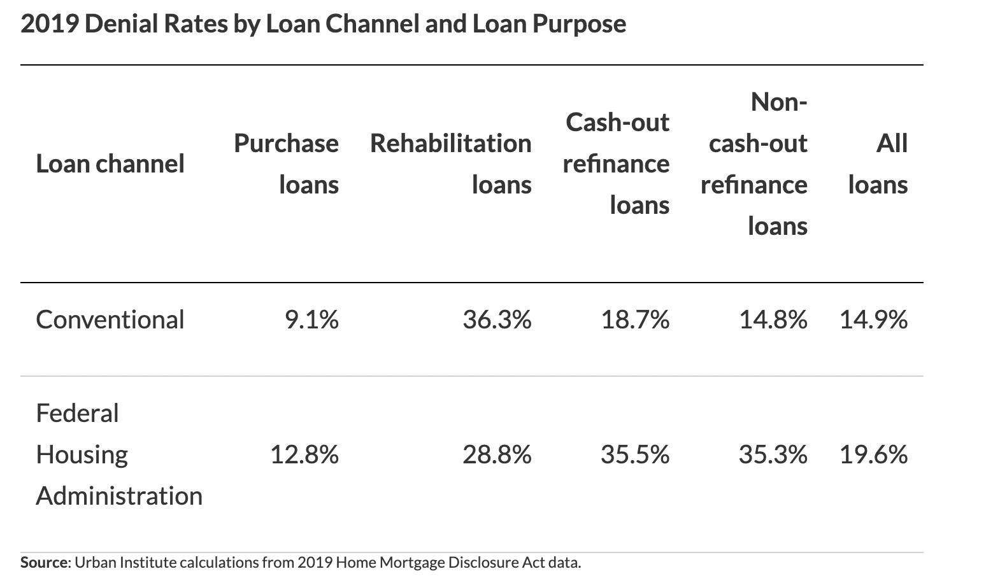 2019 Denial Rates by Loan Channel and Loan Purpose
Loan channel
Purchase
loans
Rehabilitation
loans
Cash-out
refinance
loans
Non-
cash-out
refinance
loans
All
loans
Conventional 9.1% 36.3% 18.7% 14.8% 14.9%
Federal
Housing
Administration
12.8% 28.8% 35.5% 35.3% 19.6%
Source: Urban Institute calculations from 2019 Home Mortgage Disclosure Act data.